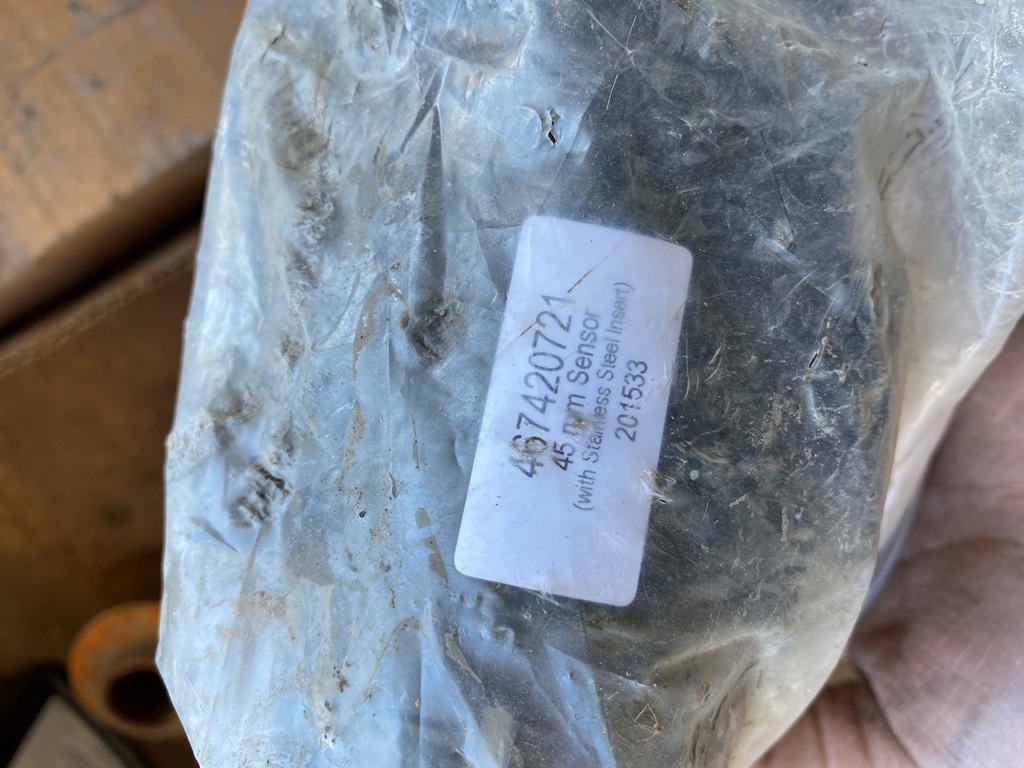 467420721
45 mm Sensor
(with Stainless Steel Insert)
201533